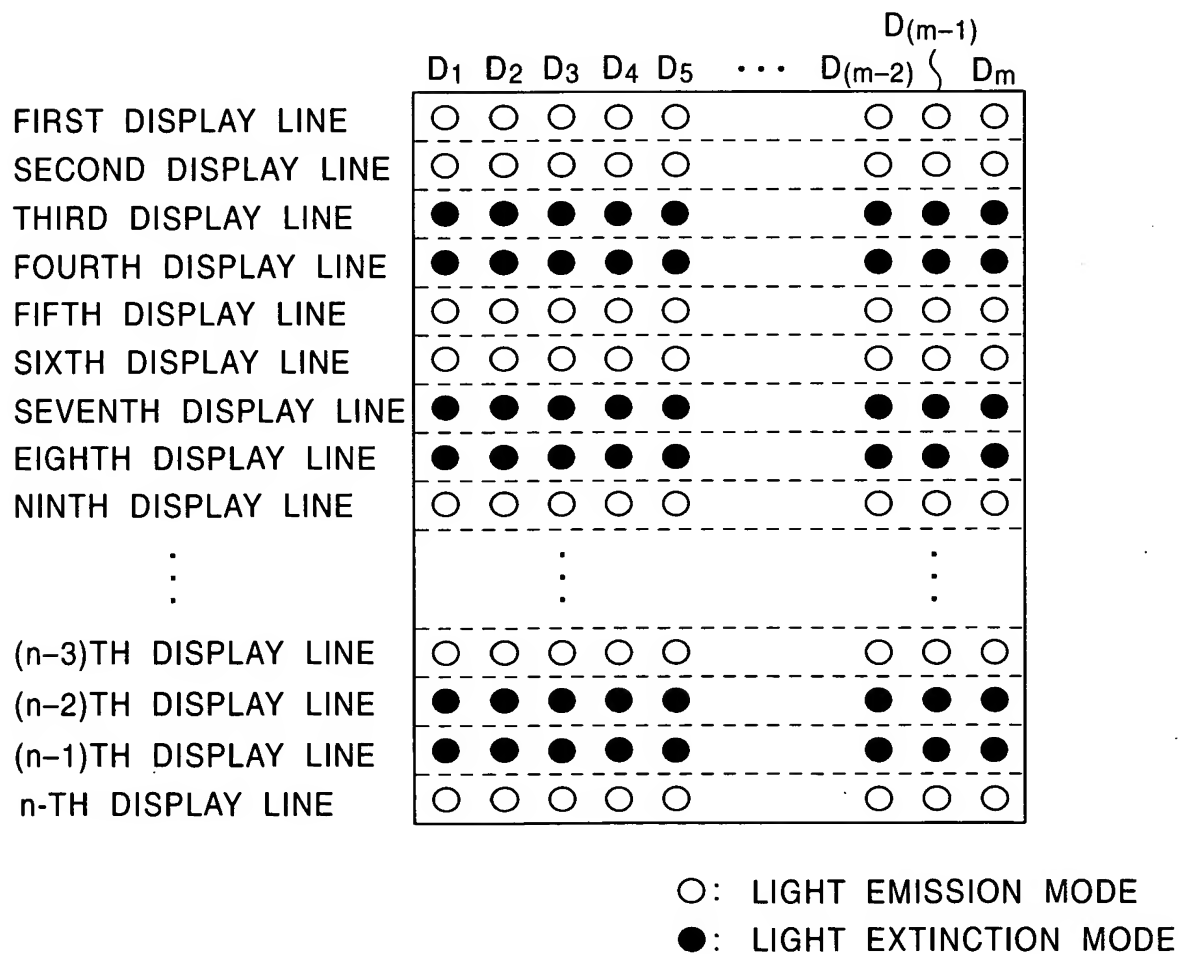 D(m–1)
D1 D2 D3 D4 D5 ··· D(m–2) Dm
FIRST DISPLAY LINE
SECOND DISPLAY LINE
THIRD DISPLAY LINE
FOURTH DISPLAY LINE
FIFTH DISPLAY LINE
SIXTH DISPLAY LINE
SEVENTH DISPLAY LINE
EIGHTH DISPLAY LINE
NINTH DISPLAY LINE
(n–3)TH DISPLAY LINE
(n–2)TH DISPLAY LINE
(n–1)TH DISPLAY LINE
n-TH DISPLAY LINE
○: LIGHT EMISSION MODE
●: LIGHT EXTINCTION MODE